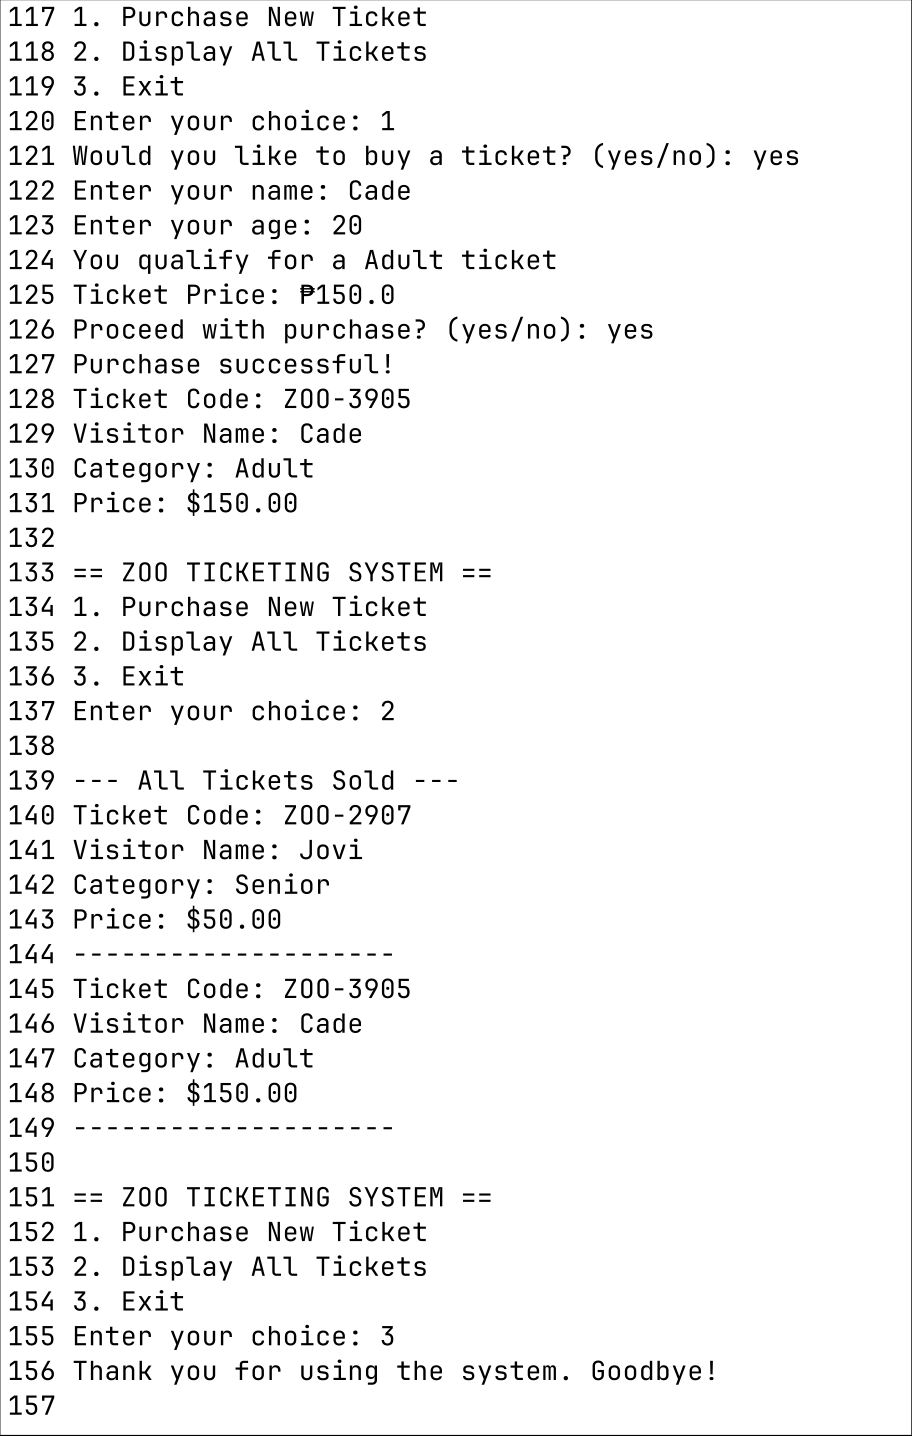 117 1. Purchase New Ticket
118 2. Display All Tickets
119 3. Exit
120 Enter your choice: 1
121 Would you like to buy a ticket? (yes/no): yes
122 Enter your name: Cade
123 Enter your age: 20
124 You qualify for a Adult ticket
125 Ticket Price: ₱150.0
126 Proceed with purchase? (yes/no): yes
127 Purchase successful!
128 Ticket Code: ZOO-3905
129 Visitor Name: Cade
130 Category: Adult
131 Price: $150.00
132
133 == ZOO TICKETING SYSTEM ==
134 1. Purchase New Ticket
135 2. Display All Tickets
136 3. Exit
137 Enter your choice: 2
138
139 --- All Tickets Sold ---
140 Ticket Code: ZOO-2907
141 Visitor Name: Jovi
142 Category: Senior
143 Price: $50.00
144 --------------------
145 Ticket Code: ZOO-3905
146 Visitor Name: Cade
147 Category: Adult
148 Price: $150.00
149 --------------------
150
151 == ZOO TICKETING SYSTEM ==
152 1. Purchase New Ticket
153 2. Display All Tickets
154 3. Exit
155 Enter your choice: 3
156 Thank you for using the system. Goodbye!
157